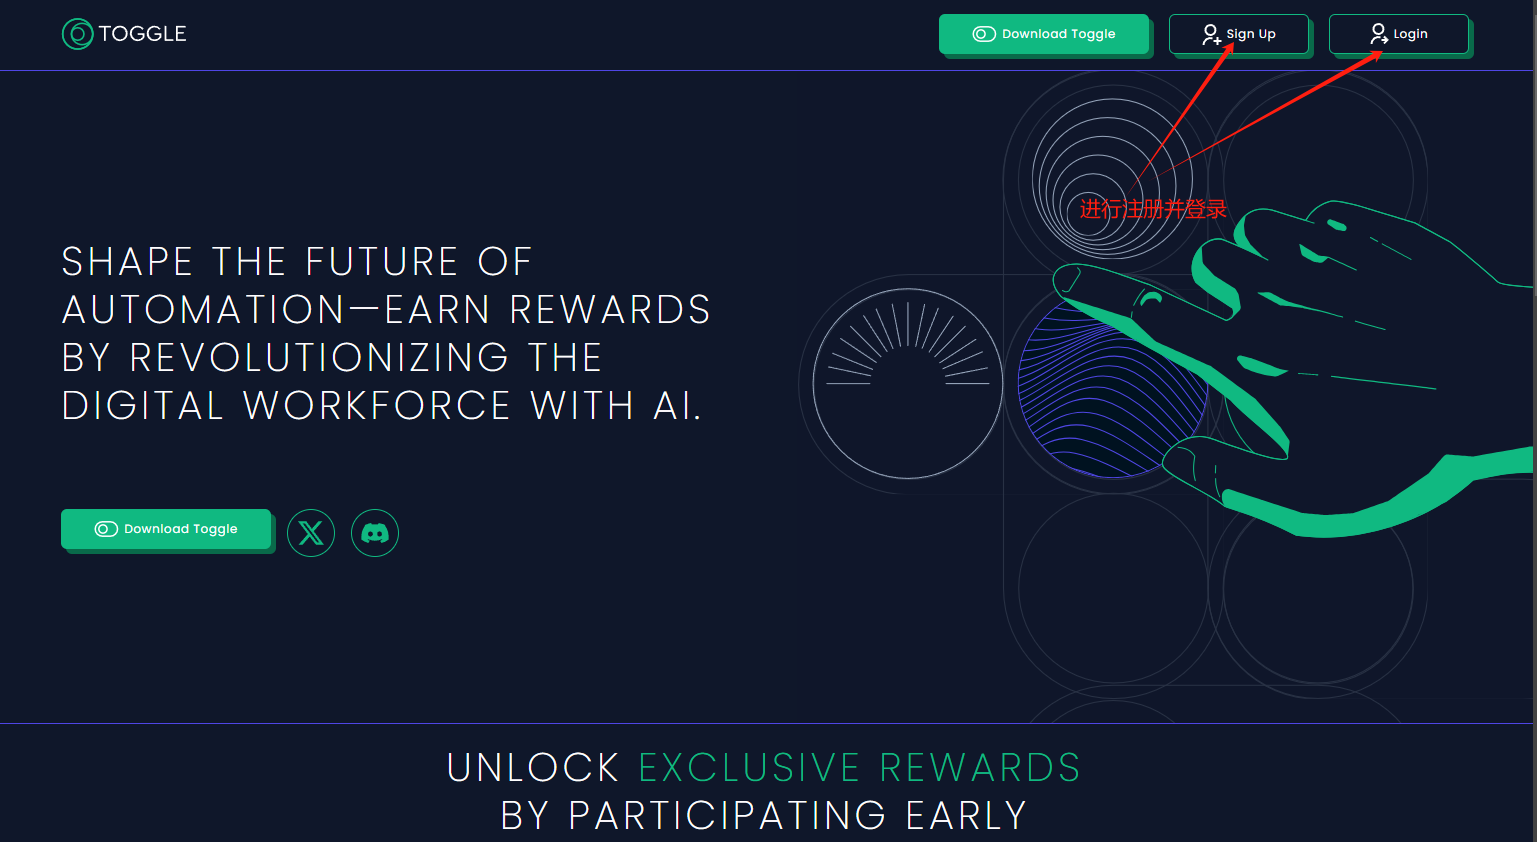 TOGGLE
Download Toggle
Sign Up
Login
进行注册并登录
SHAPE THE FUTURE OF
AUTOMATION—EARN REWARDS
BY REVOLUTIONIZING THE
DIGITAL WORKFORCE WITH AI.
Download Toggle
UNLOCK EXCLUSIVE REWARDS
BY PARTICIPATING EARLY